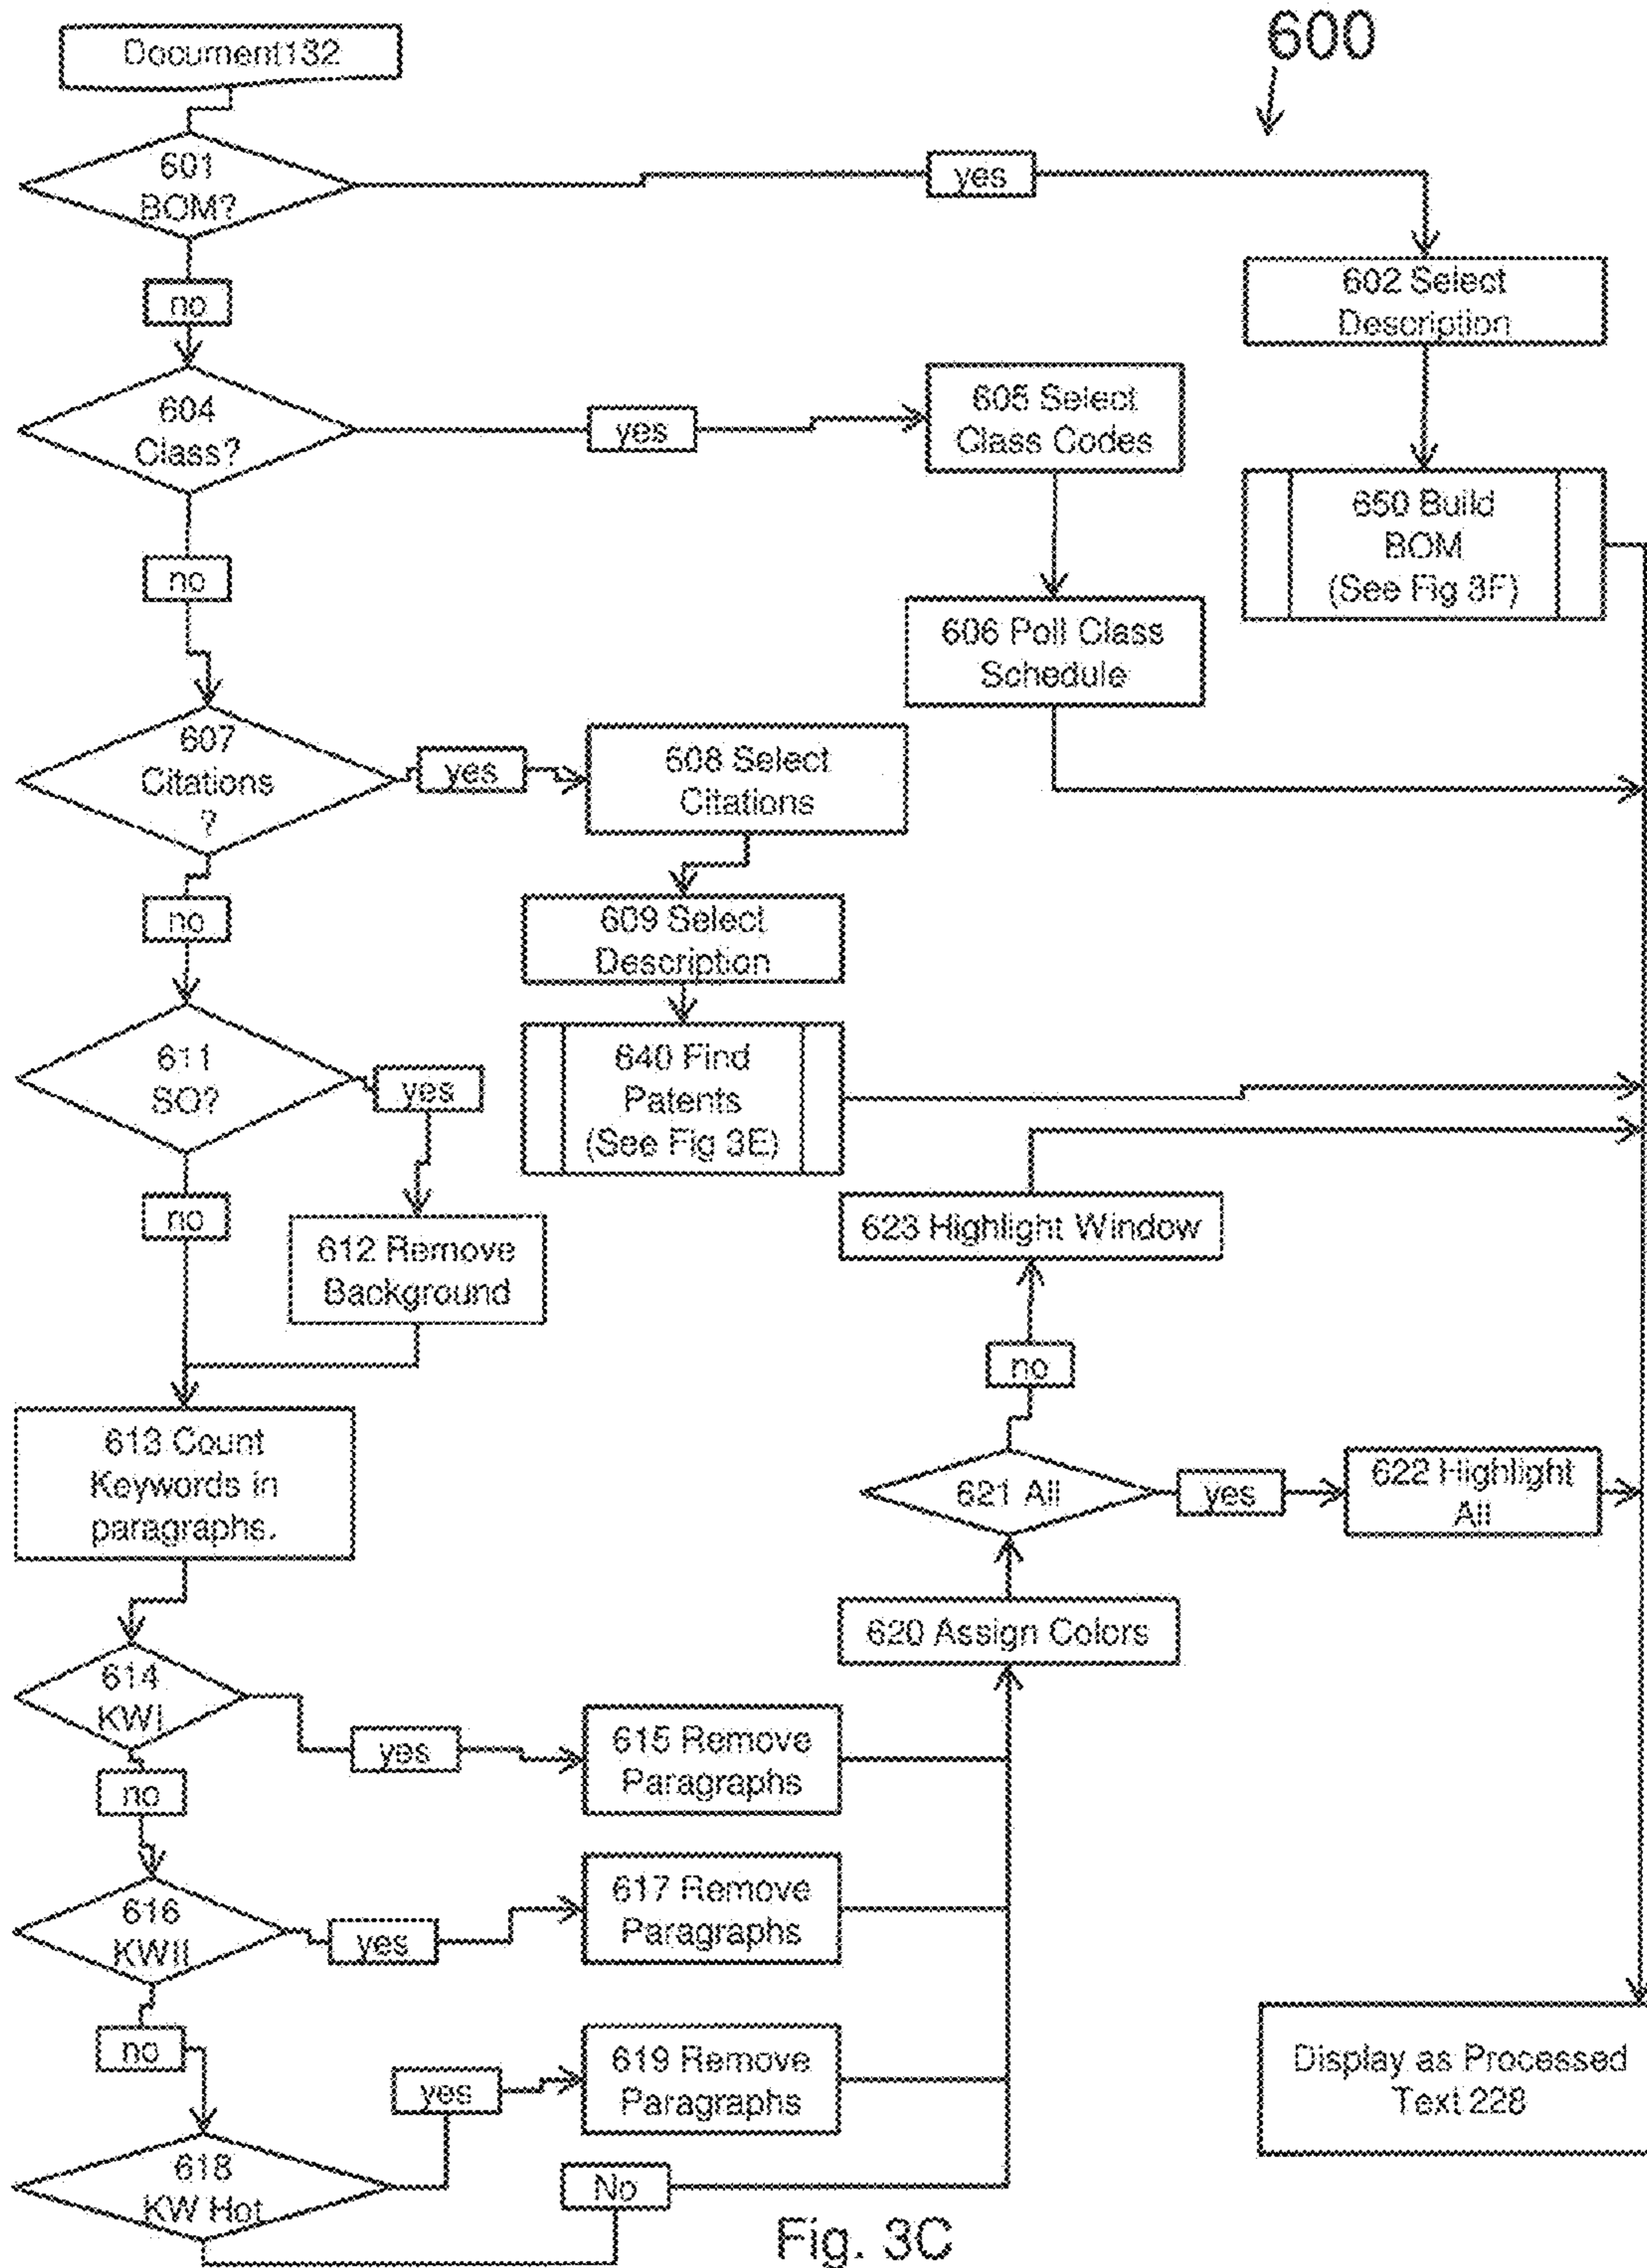 600
Document132
601
BOM?
yes
no
602 Select
Description
604
Class?
yes
605 Select
Class Codes
650 Build
BOM
(See Fig 3F)
no
606 Poll Class
Schedule
607
Citations
?
yes
608 Select
Citations
no
609 Select
Description
611
SO?
yes
640 Find
Patents
(See Fig 3E)
no
612 Remove
Background
623 Highlight Window
no
613 Count
Keywords in
paragraphs.
621 All
yes
622 Highlight
All
620 Assign Colors
614
KWI
yes
615 Remove
Paragraphs
no
616
KWII
yes
617 Remove
Paragraphs
no
618
KW Hot
yes
619 Remove
Paragraphs
No
Display as Processed
Text 228
Fig. 3C